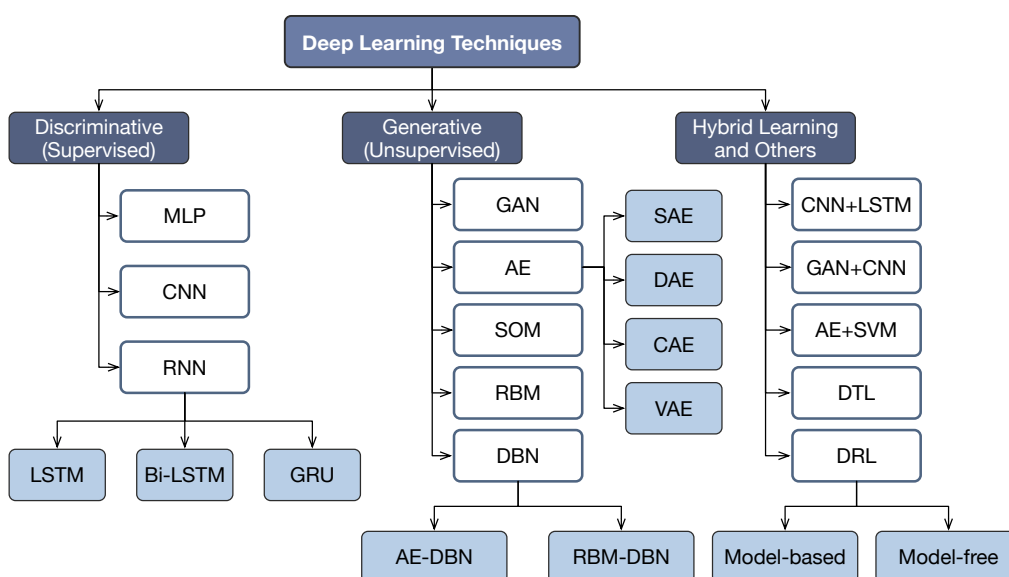 Deep Learning Techniques
Discriminative
(Supervised)
Generative
(Unsupervised)
Hybrid Learning
and Others
MLP
CNN
RNN
LSTM
Bi-LSTM
GRU
GAN
AE
SOM
RBM
DBN
SAE
DAE
CAE
VAE
AE-DBN
RBM-DBN
CNN+LSTM
GAN+CNN
AE+SVM
DTL
DRL
Model-based
Model-free